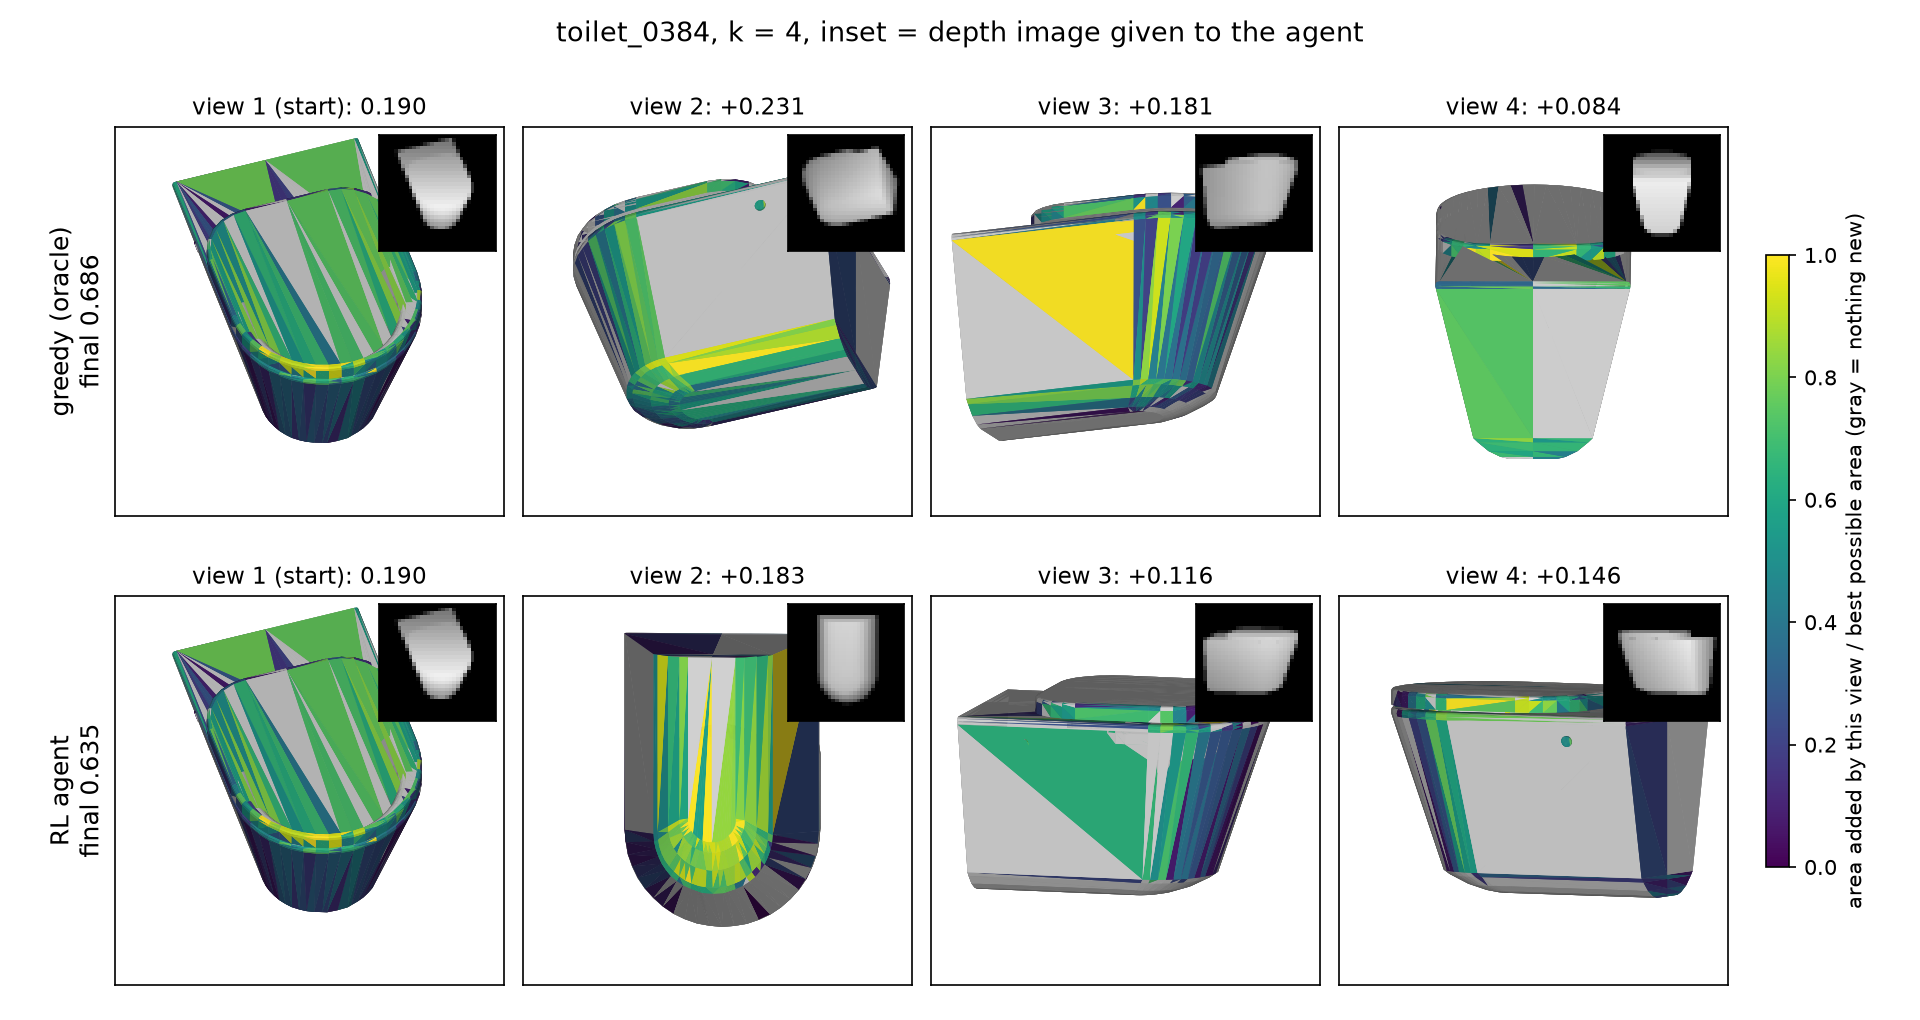 toilet_0384, k = 4, inset = depth image given to the agent
greedy (oracle)
final 0.686
view 1 (start): 0.190
view 2: +0.231
view 3: +0.181
view 4: +0.084
RL agent
final 0.635
view 1 (start): 0.190
view 2: +0.183
view 3: +0.116
view 4: +0.146
1.0
0.8
0.6
0.4
0.2
0.0
area added by this view / best possible area (gray = nothing new)